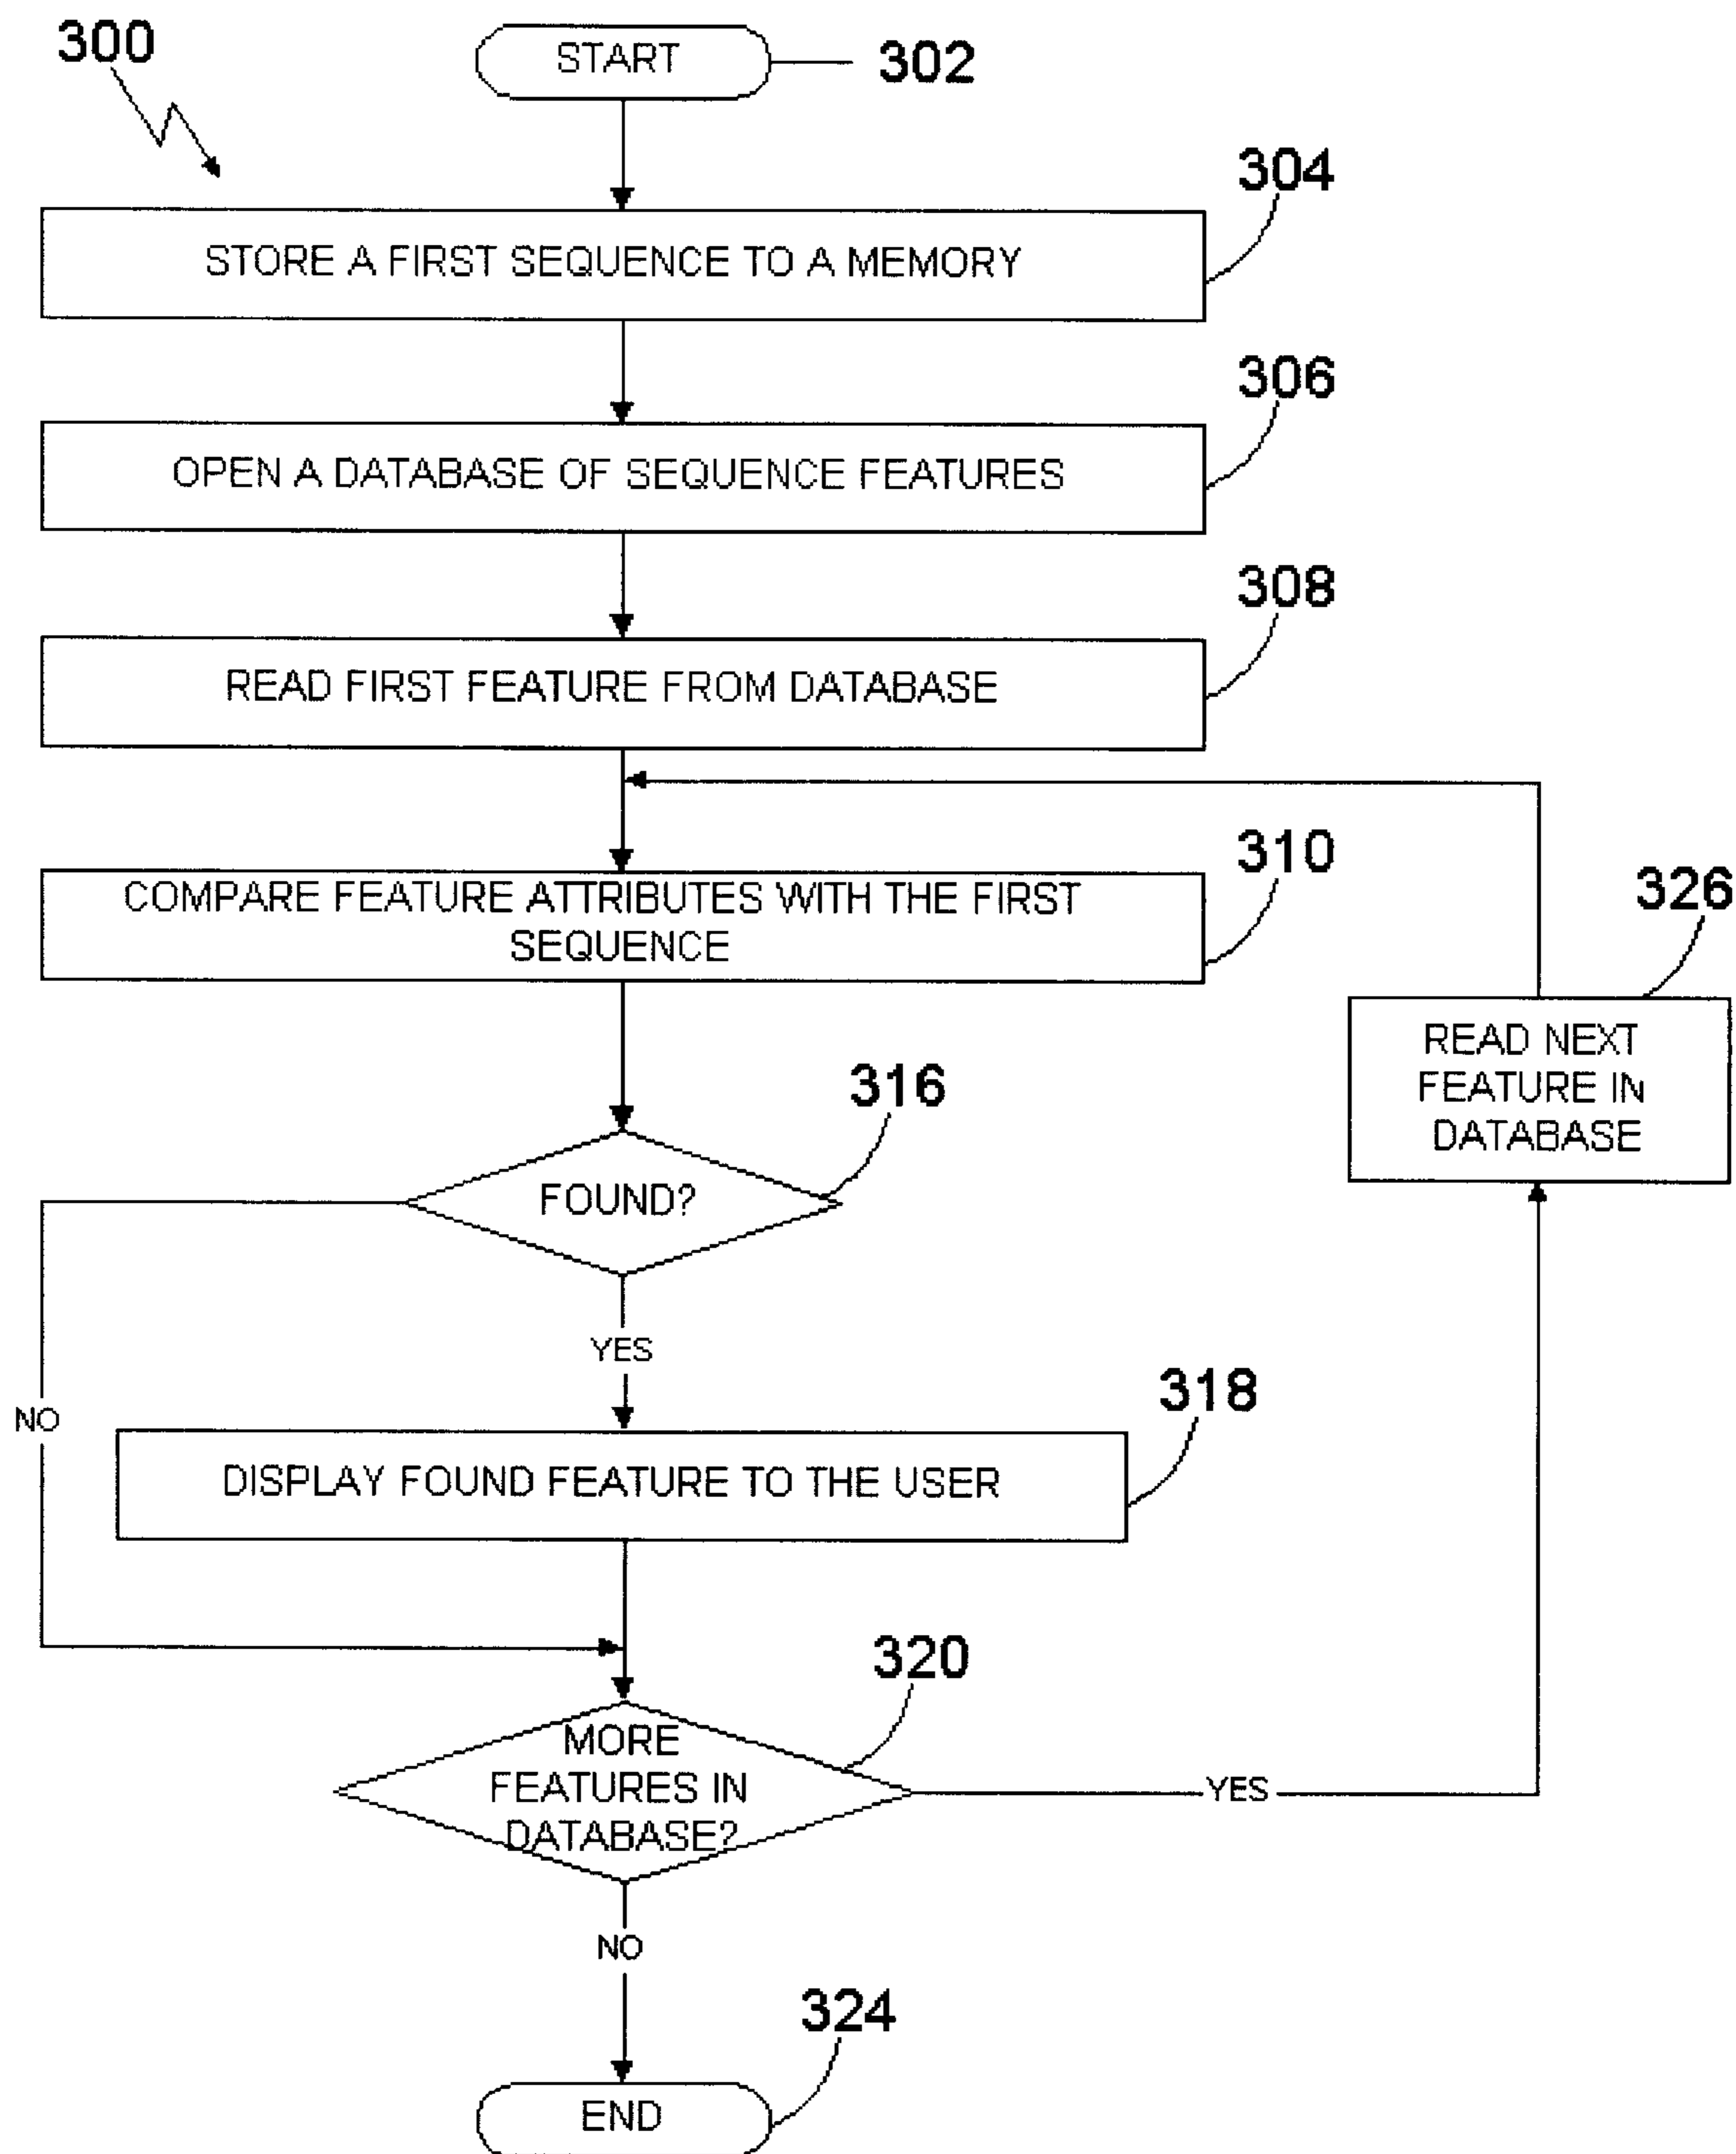 300
START
302
304
STORE A FIRST SEQUENCE TO A MEMORY
306
OPEN A DATABASE OF SEQUENCE FEATURES
308
READ FIRST FEATURE FROM DATABASE
310
COMPARE FEATURE ATTRIBUTES WITH THE FIRST
SEQUENCE
326
READ NEXT
FEATURE IN
DATABASE
316
FOUND?
YES
NO
318
DISPLAY FOUND FEATURE TO THE USER
320
MORE
FEATURES IN
DATABASE?
YES
NO
324
END